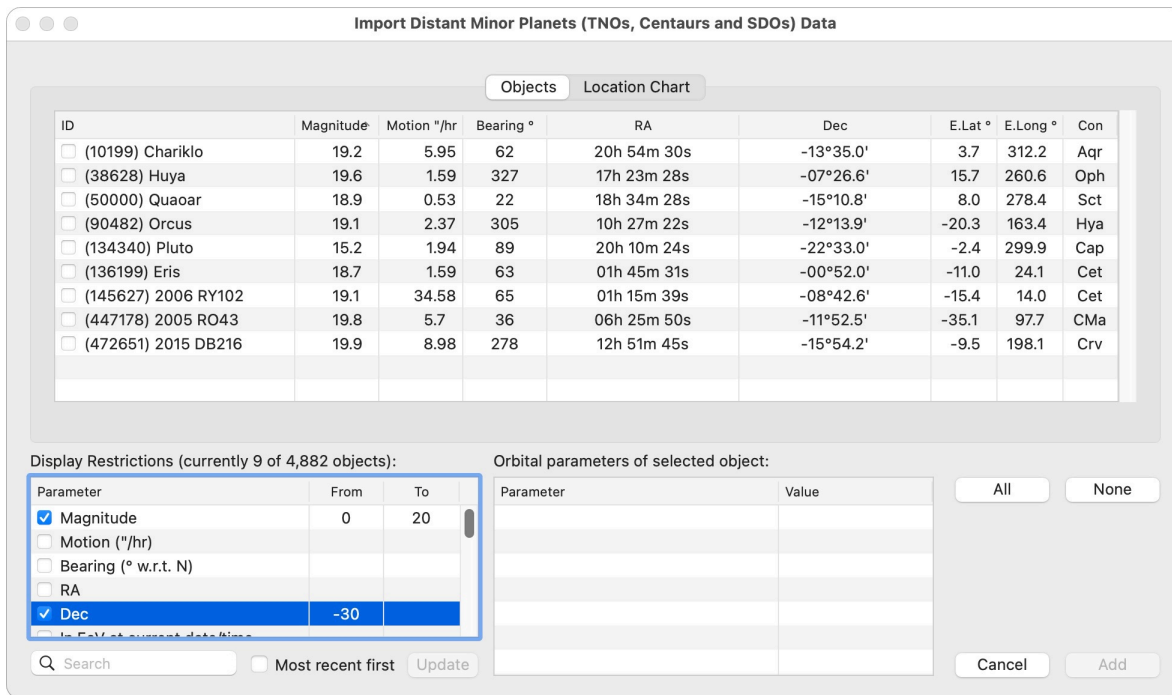 Import Distant Minor Planets (TNOs, Centaurs and SDOs) Data
Objects Location Chart
ID Magnitude Motion "/hr Bearing ° RA Dec E.Lat ° E.Long ° Con
(10199) Chariklo 19.2 5.95 62 20h 54m 30s -13°35.0' 3.7 312.2 Aqr
(38628) Huya 19.6 1.59 327 17h 23m 28s -07°26.6' 15.7 260.6 Oph
(50000) Quaoar 18.9 0.53 22 18h 34m 28s -15°10.8' 8.0 278.4 Sct
(90482) Orcus 19.1 2.37 305 10h 27m 22s -12°13.9' -20.3 163.4 Hya
(134340) Pluto 15.2 1.94 89 20h 10m 24s -22°33.0' -2.4 299.9 Cap
(136199) Eris 18.7 1.59 63 01h 45m 31s -00°52.0' -11.0 24.1 Cet
(145627) 2006 RY102 19.1 34.58 65 01h 15m 39s -08°42.6' -15.4 14.0 Cet
(447178) 2005 RO43 19.8 5.7 36 06h 25m 50s -11°52.5' -35.1 97.7 CMa
(472651) 2015 DB216 19.9 8.98 278 12h 51m 45s -15°54.2' -9.5 198.1 Crv
Display Restrictions (currently 9 of 4,882 objects): Orbital parameters of selected object:
Parameter From To Parameter Value All None
Magnitude 0 20
Motion ("/hr)
Bearing (° w.r.t. N)
RA
Dec -30
In FoV at current date/time
Search Most recent first Update Cancel Add